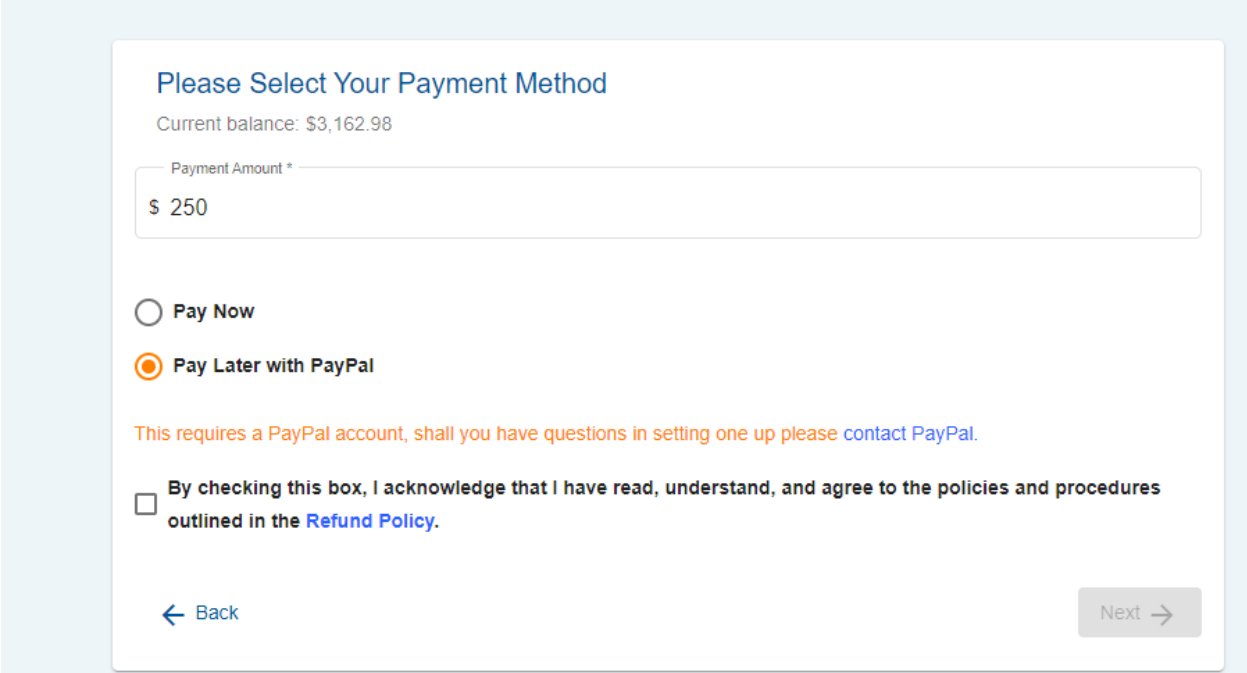 Please Select Your Payment Method
Current balance: $3,162.98
Payment Amount *
$ 250
Pay Now
Pay Later with PayPal
This requires a PayPal account, shall you have questions in setting one up please contact PayPal.
By checking this box, I acknowledge that I have read, understand, and agree to the policies and procedures
outlined in the Refund Policy.
Back
Next